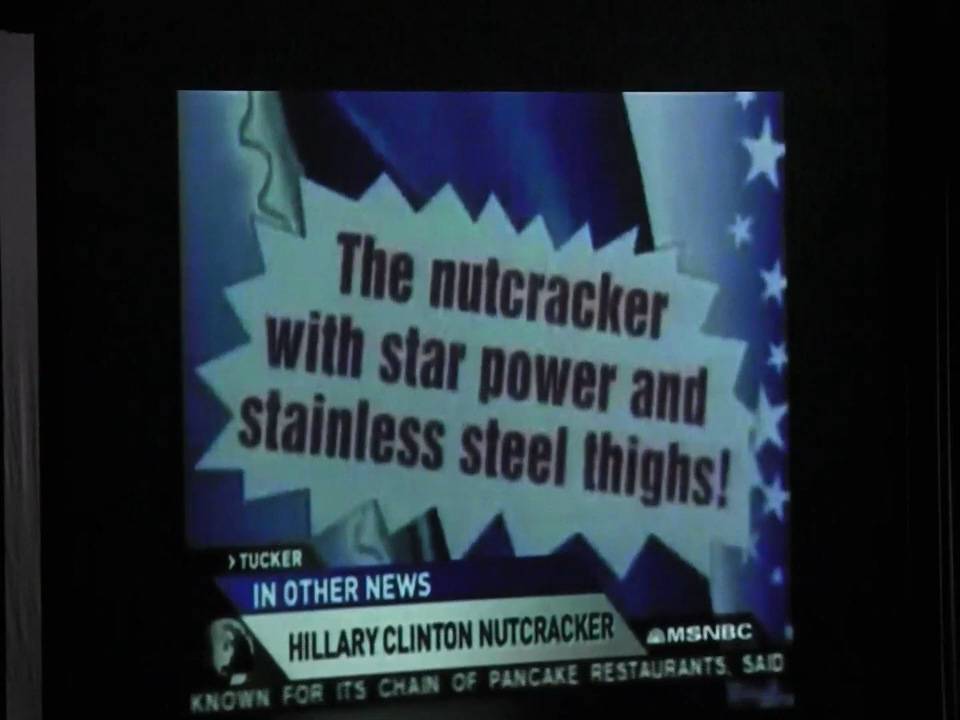 The nutcracker
with star power and
stainless steel thighs!
>TUCKER
IN OTHER NEWS
HILLARY CLINTON NUTCRACKER
MSNBC
KNOWN FOR ITS CHAIN OF PANCAKE RESTAURANTS, SAID